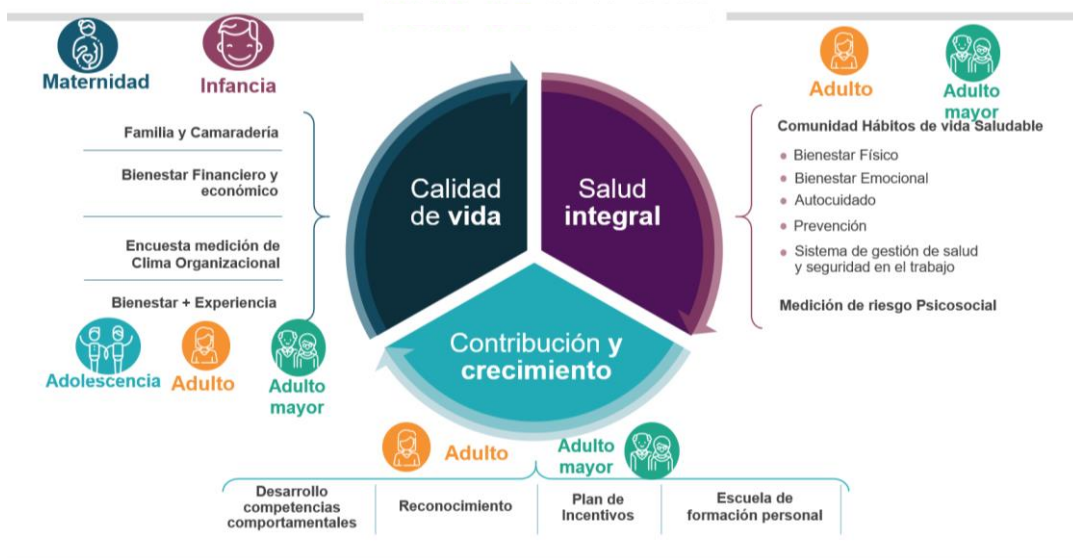 Maternidad
Infancia
Familia y Camaradería
Bienestar Financiero y
económico
Encuesta medición de
Clima Organizacional
Bienestar + Experiencia
Adolescencia
Adulto
Adulto
mayor
Calidad
de vida
Salud
integral
Contribución y
crecimiento
Adulto
Adulto
mayor
Comunidad Hábitos de vida Saludable
Bienestar Físico
Bienestar Emocional
Autocuidado
Prevención
Sistema de gestión de salud
y seguridad en el trabajo
Medición de riesgo Psicosocial
Adulto
Adulto
mayor
Desarrollo
competencias
comportamentales
Reconocimiento
Plan de
Incentivos
Escuela de
formación personal